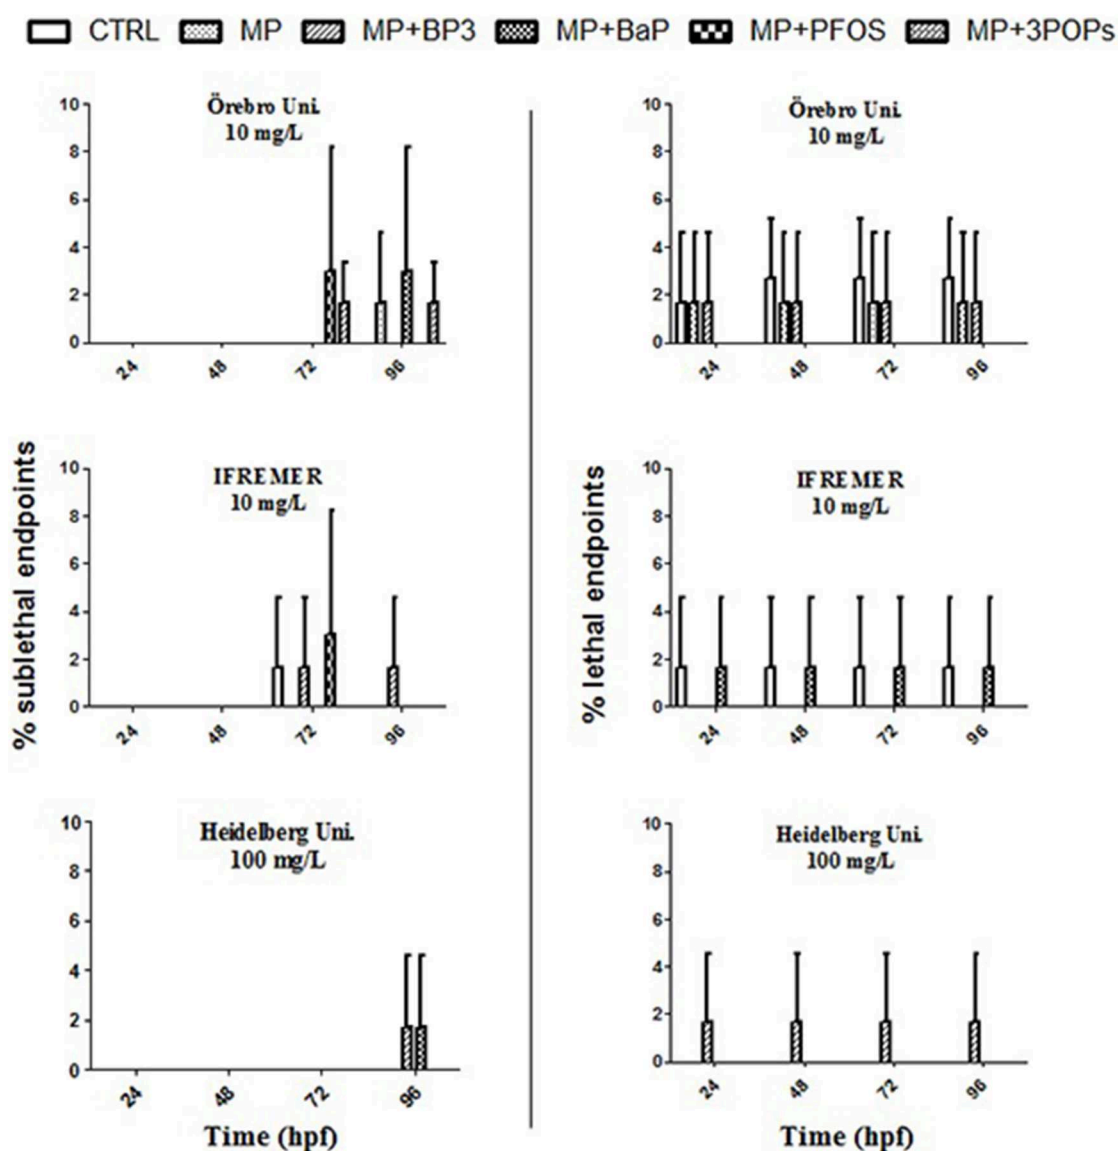 CTRL MP MP+BP3 MP+BaP MP+PFOS MP+3POPs
Örebro Uni.
10 mg/L
10
8
6
4
2
0
24 48 72 96
Örebro Uni.
10 mg/L
10
8
6
4
2
0
24 48 72 96
% sublethal endpoints
IFREMER
10 mg/L
10
8
6
4
2
0
24 48 72 96
% lethal endpoints
IFREMER
10 mg/L
10
8
6
4
2
0
24 48 72 96
Heidelberg Uni.
100 mg/L
10
8
6
4
2
0
24 48 72 96
Time (hpf)
Heidelberg Uni.
100 mg/L
10
8
6
4
2
0
24 48 72 96
Time (hpf)